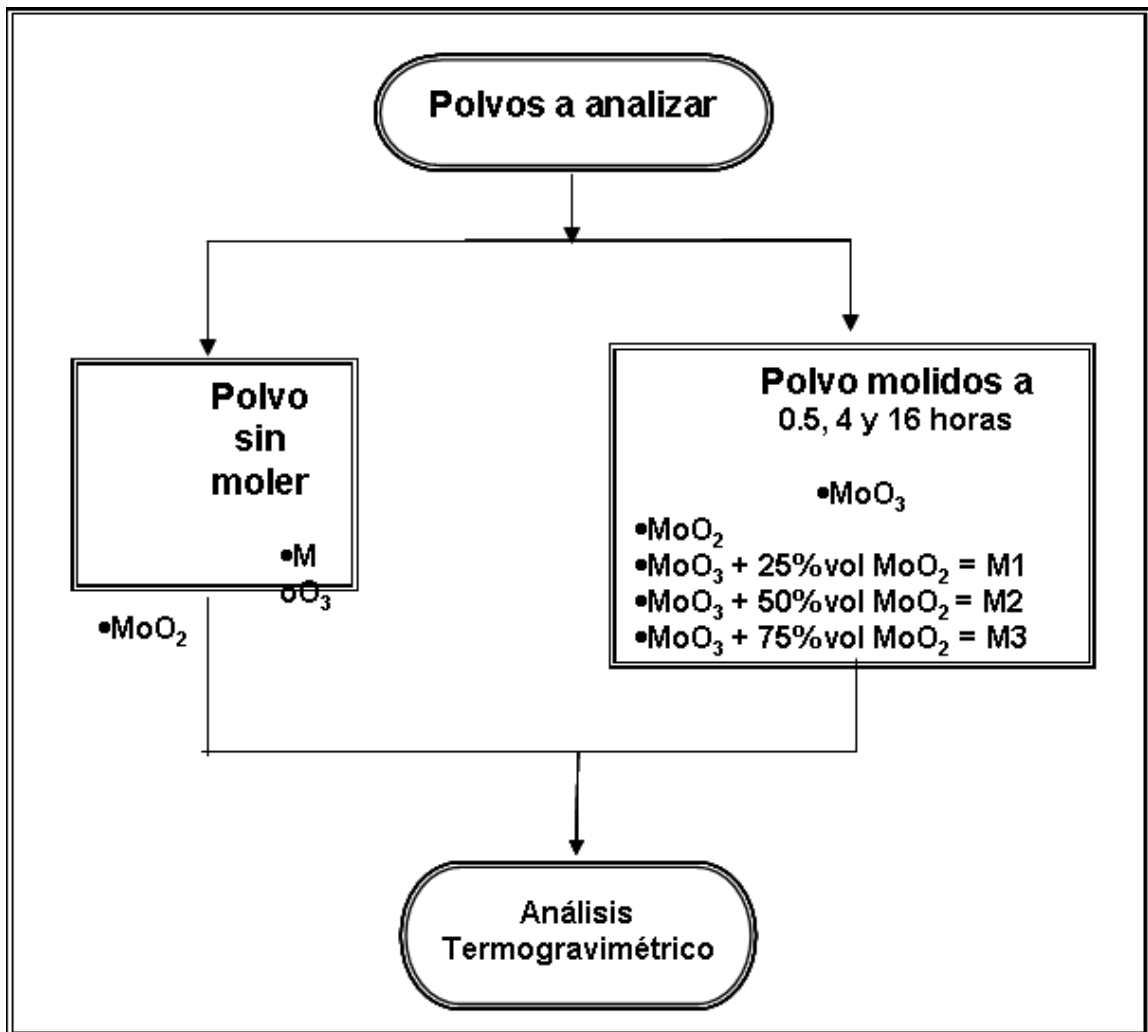 Polvos a analizar
Polvo
sin
moler
•M
oO₃
•MoO₂
Polvo molidos a
0.5, 4 y 16 horas
•MoO₃
•MoO₂
•MoO₃ + 25%vol MoO₂ = M1
•MoO₃ + 50%vol MoO₂ = M2
•MoO₃ + 75%vol MoO₂ = M3
Análisis
Termogravimétrico